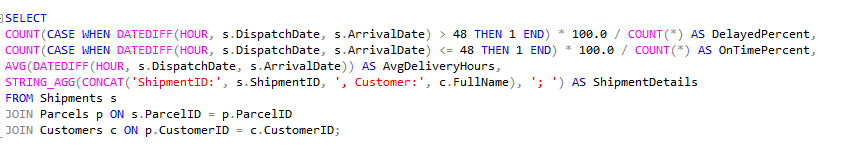 SELECT
COUNT(CASE WHEN DATEDIFF(HOUR, s.DispatchDate, s.ArrivalDate) > 48 THEN 1 END) * 100.0 / COUNT(*) AS DelayedPercent,
COUNT(CASE WHEN DATEDIFF(HOUR, s.DispatchDate, s.ArrivalDate) <= 48 THEN 1 END) * 100.0 / COUNT(*) AS OnTimePercent,
AVG(DATEDIFF(HOUR, s.DispatchDate, s.ArrivalDate)) AS AvgDeliveryHours,
STRING_AGG(CONCAT('ShipmentID:', s.ShipmentID, ', Customer:', c.FullName), '; ') AS ShipmentDetails
FROM Shipments s
JOIN Parcels p ON s.ParcelID = p.ParcelID
JOIN Customers c ON p.CustomerID = c.CustomerID;